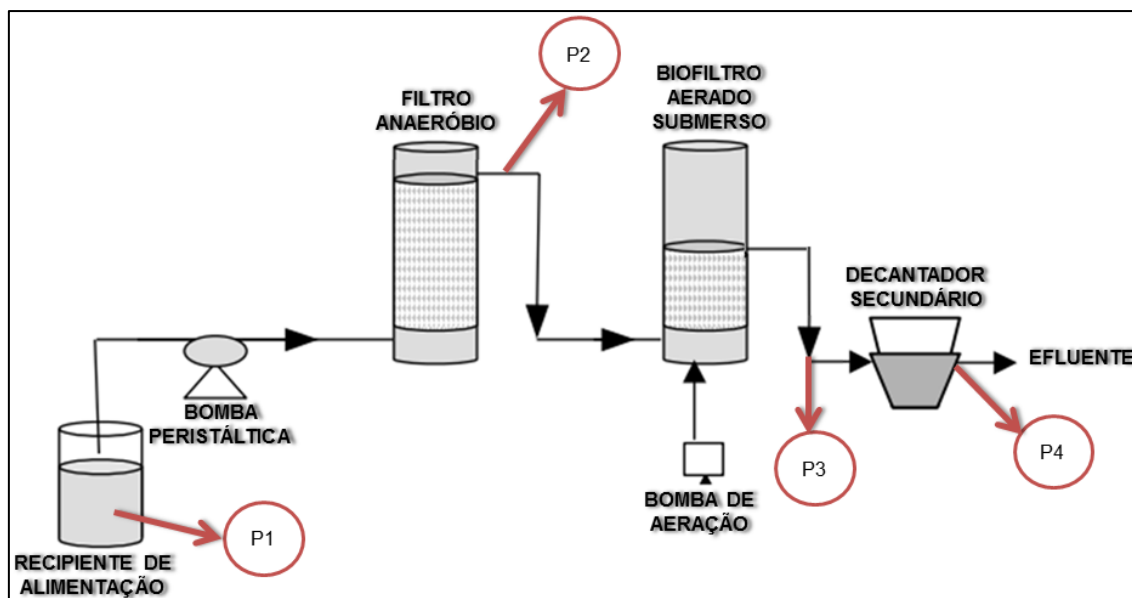 P2
BIOFILTRO
AERADO
SUBMERSO
FILTRO
ANAERÓBIO
DECANTADOR
SECUNDÁRIO
EFLUENTE
BOMBA
PERISTÁLTICA
P4
P3
BOMBA DE
AERAÇÃO
P1
RECIPIENTE DE
ALIMENTAÇÃO